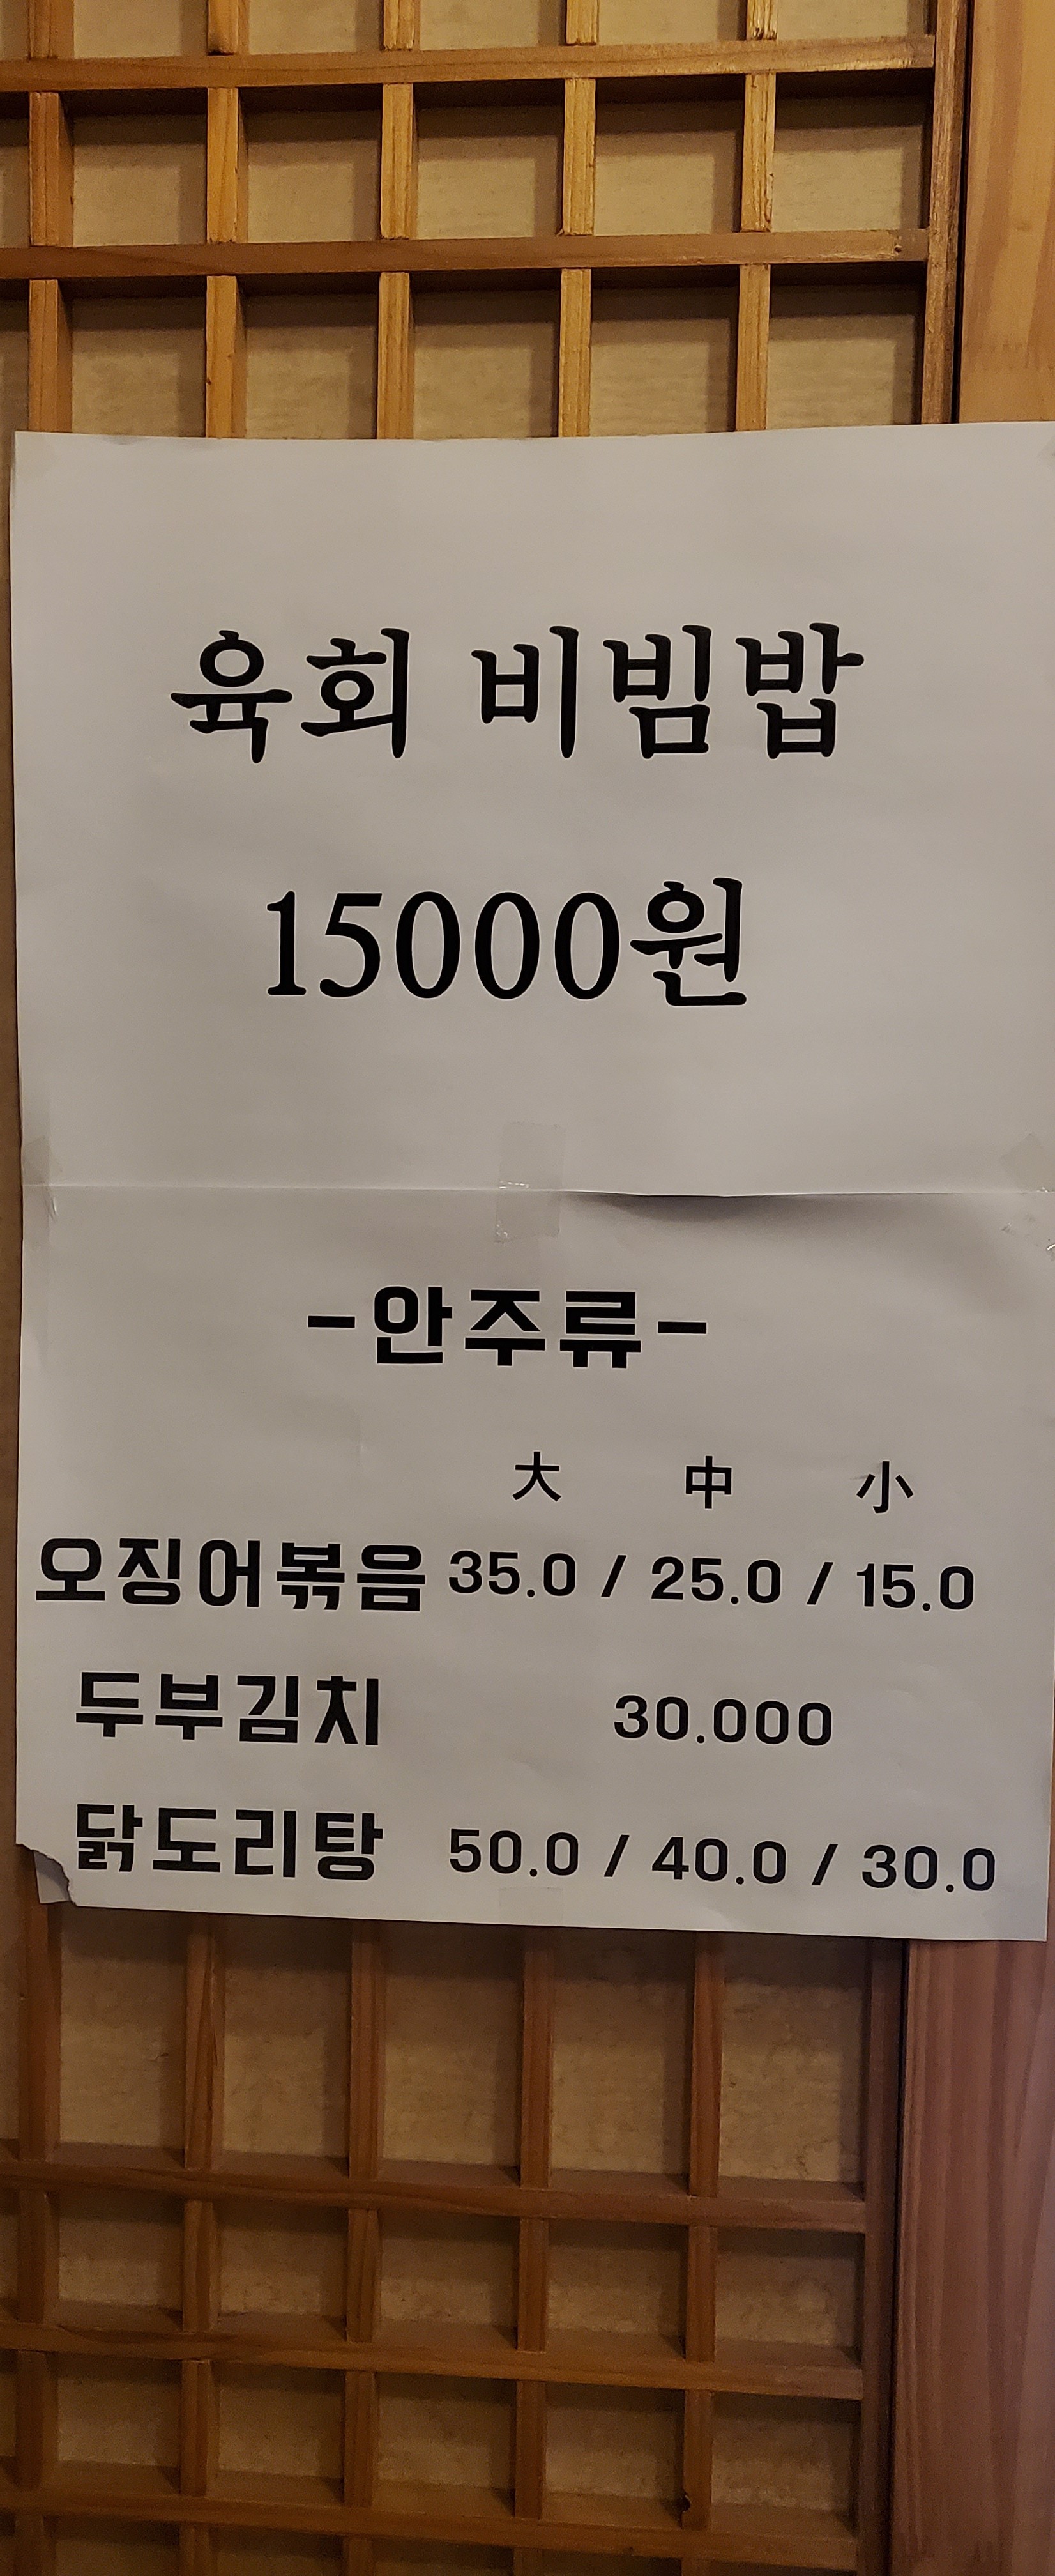 육회 비빔밥
15000원
-안주류-
大 中 小
오징어볶음 35.0 / 25.0 / 15.0
두부김치 30.000
닭도리탕 50.0 / 40.0 / 30.0